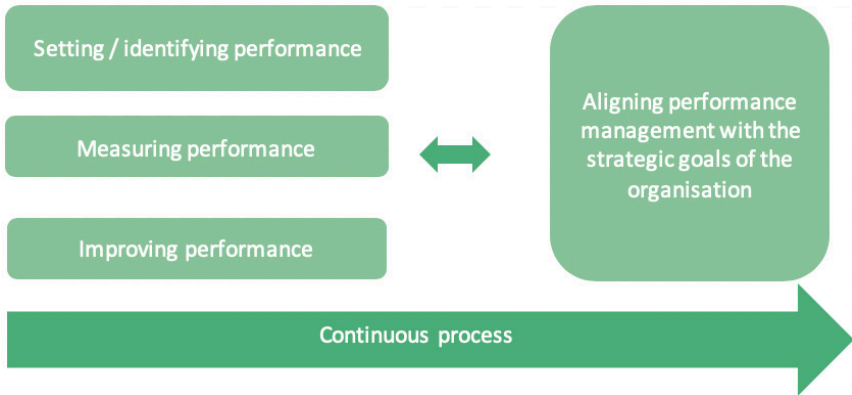 Setting / identifying performance
Measuring performance
Improving performance
Aligning performance
management with the
strategic goals of the
organisation
Continuous process